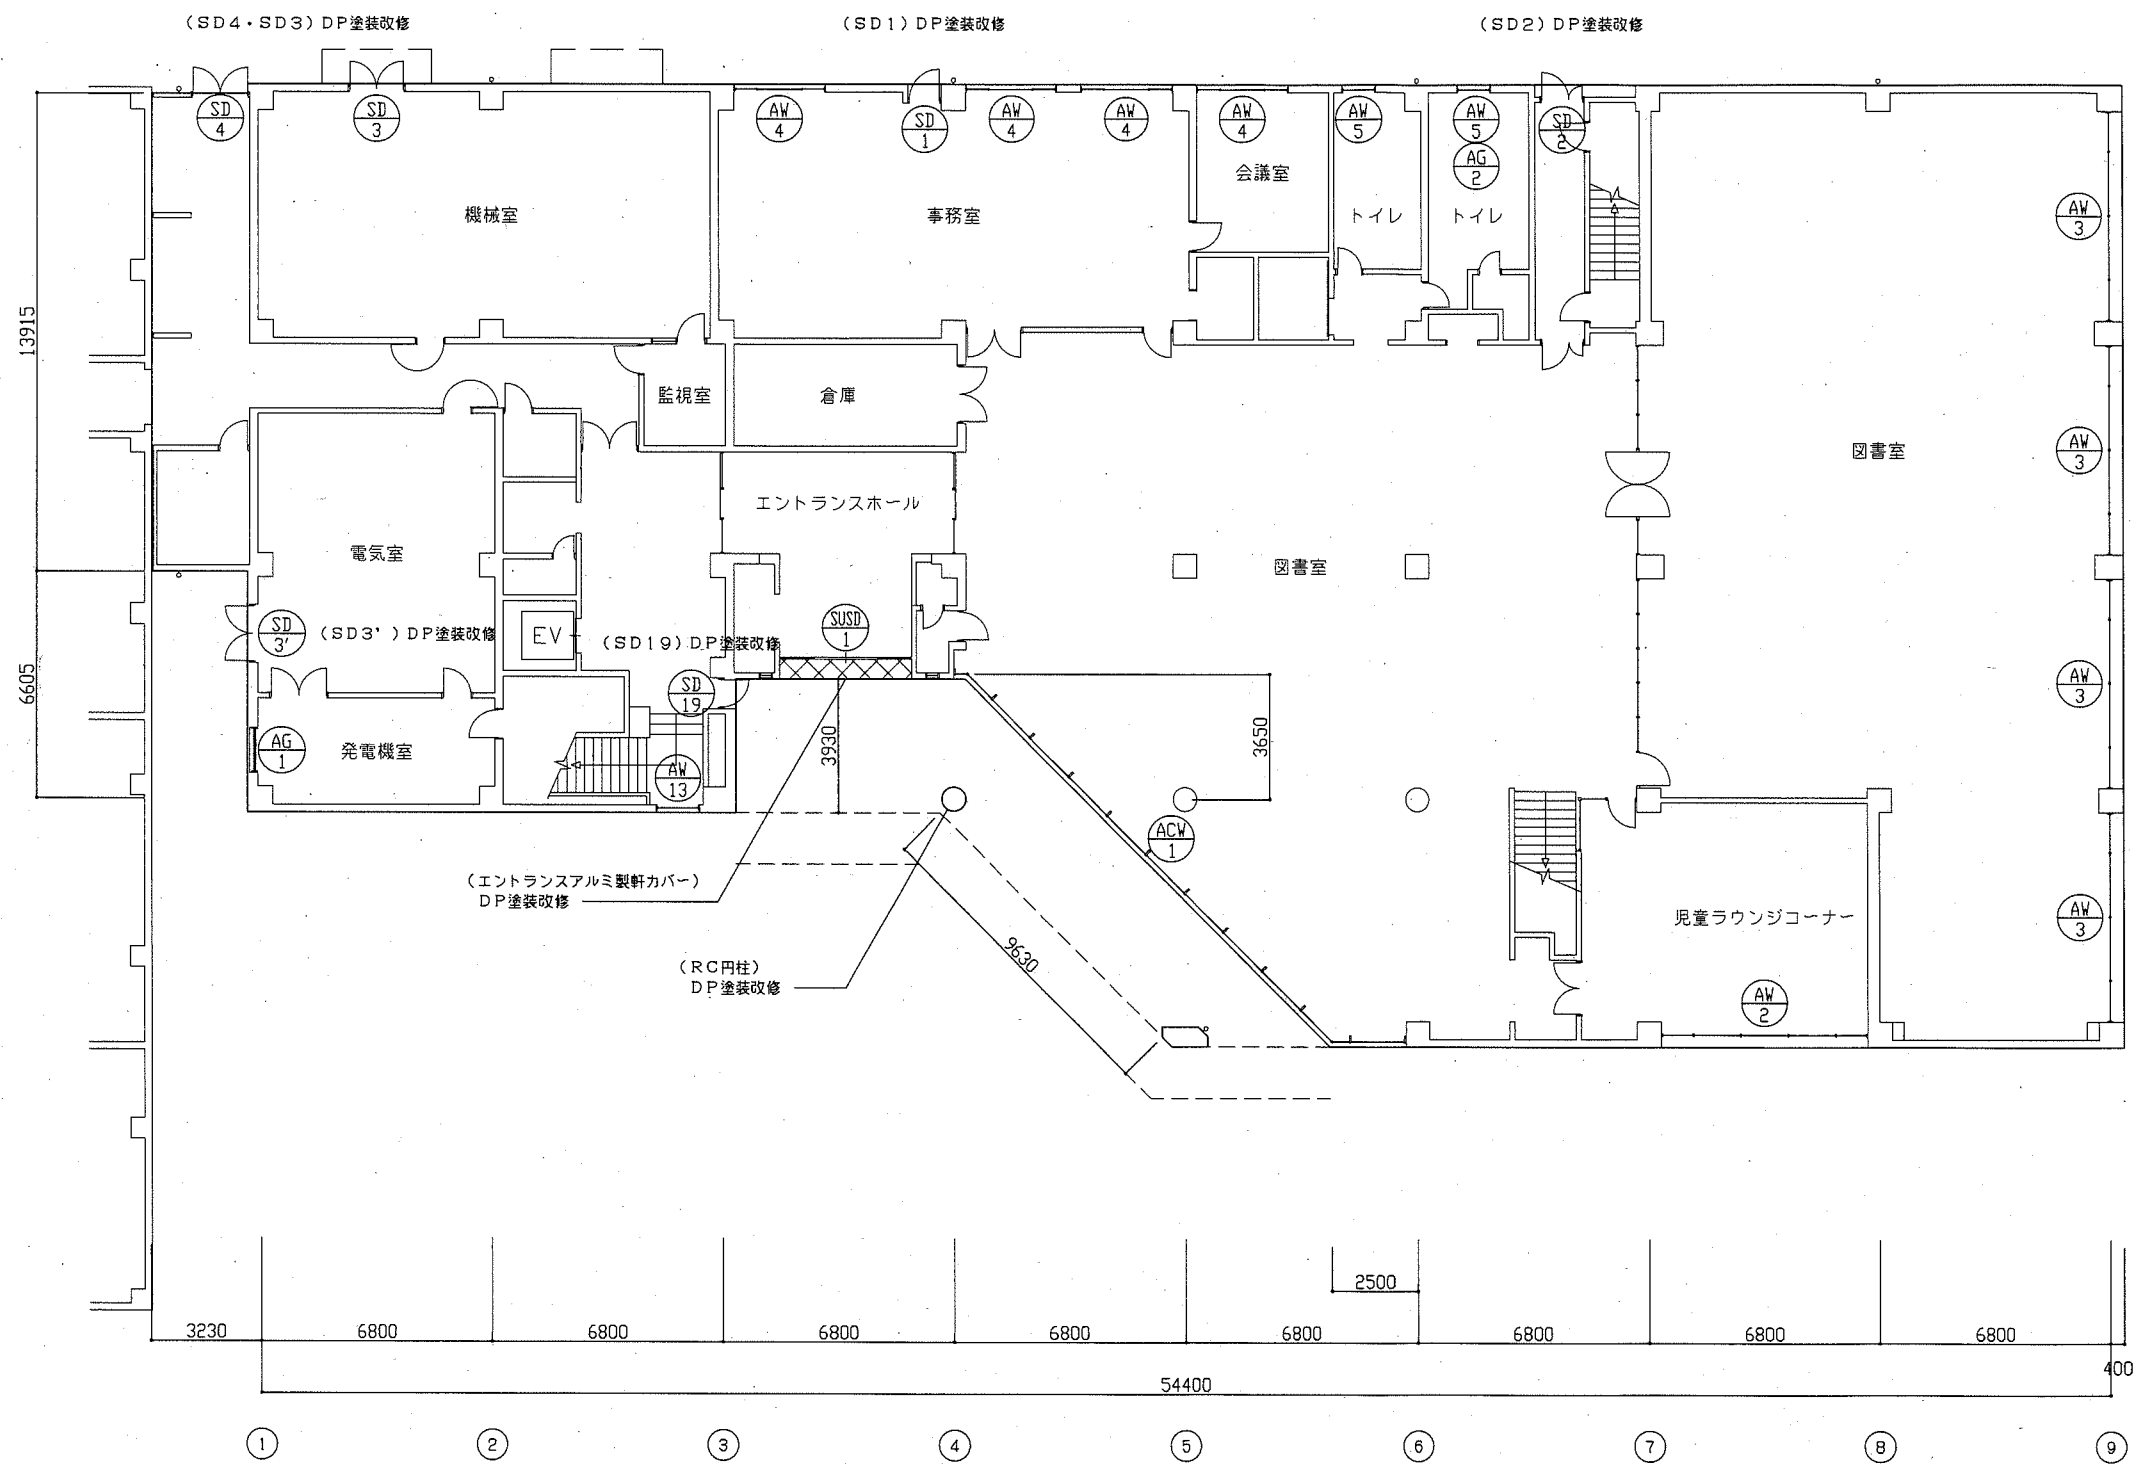 （SD4・SD3）DP塗装改修
（SD1）DP塗装改修
（SD2）DP塗装改修
SD
4
SD
3
AW
4
SD
1
AW
4
AW
4
AW
4
AW
5
AW
5
AG
2
SD
2
会議室
機械室
事務室
トイレ
トイレ
AW
3
13915
監視室
倉庫
図書室
AW
3
エントランスホール
電気室
図書室
SD
3'
（SD3'）DP塗装改修
EV
（SD19）DP塗装改修
SUSD
1
6605
SD
19
AW
3
AG
1
発電機室
AW
13
3930
3650
ACW
1
（エントランスアルミ製軒カバー）
DP塗装改修
児童ラウンジコーナー
AW
3
9630
（RC円柱）
DP塗装改修
AW
2
2500
3230
6800
6800
6800
6800
6800
6800
6800
6800
400
54400
1
2
3
4
5
6
7
8
9